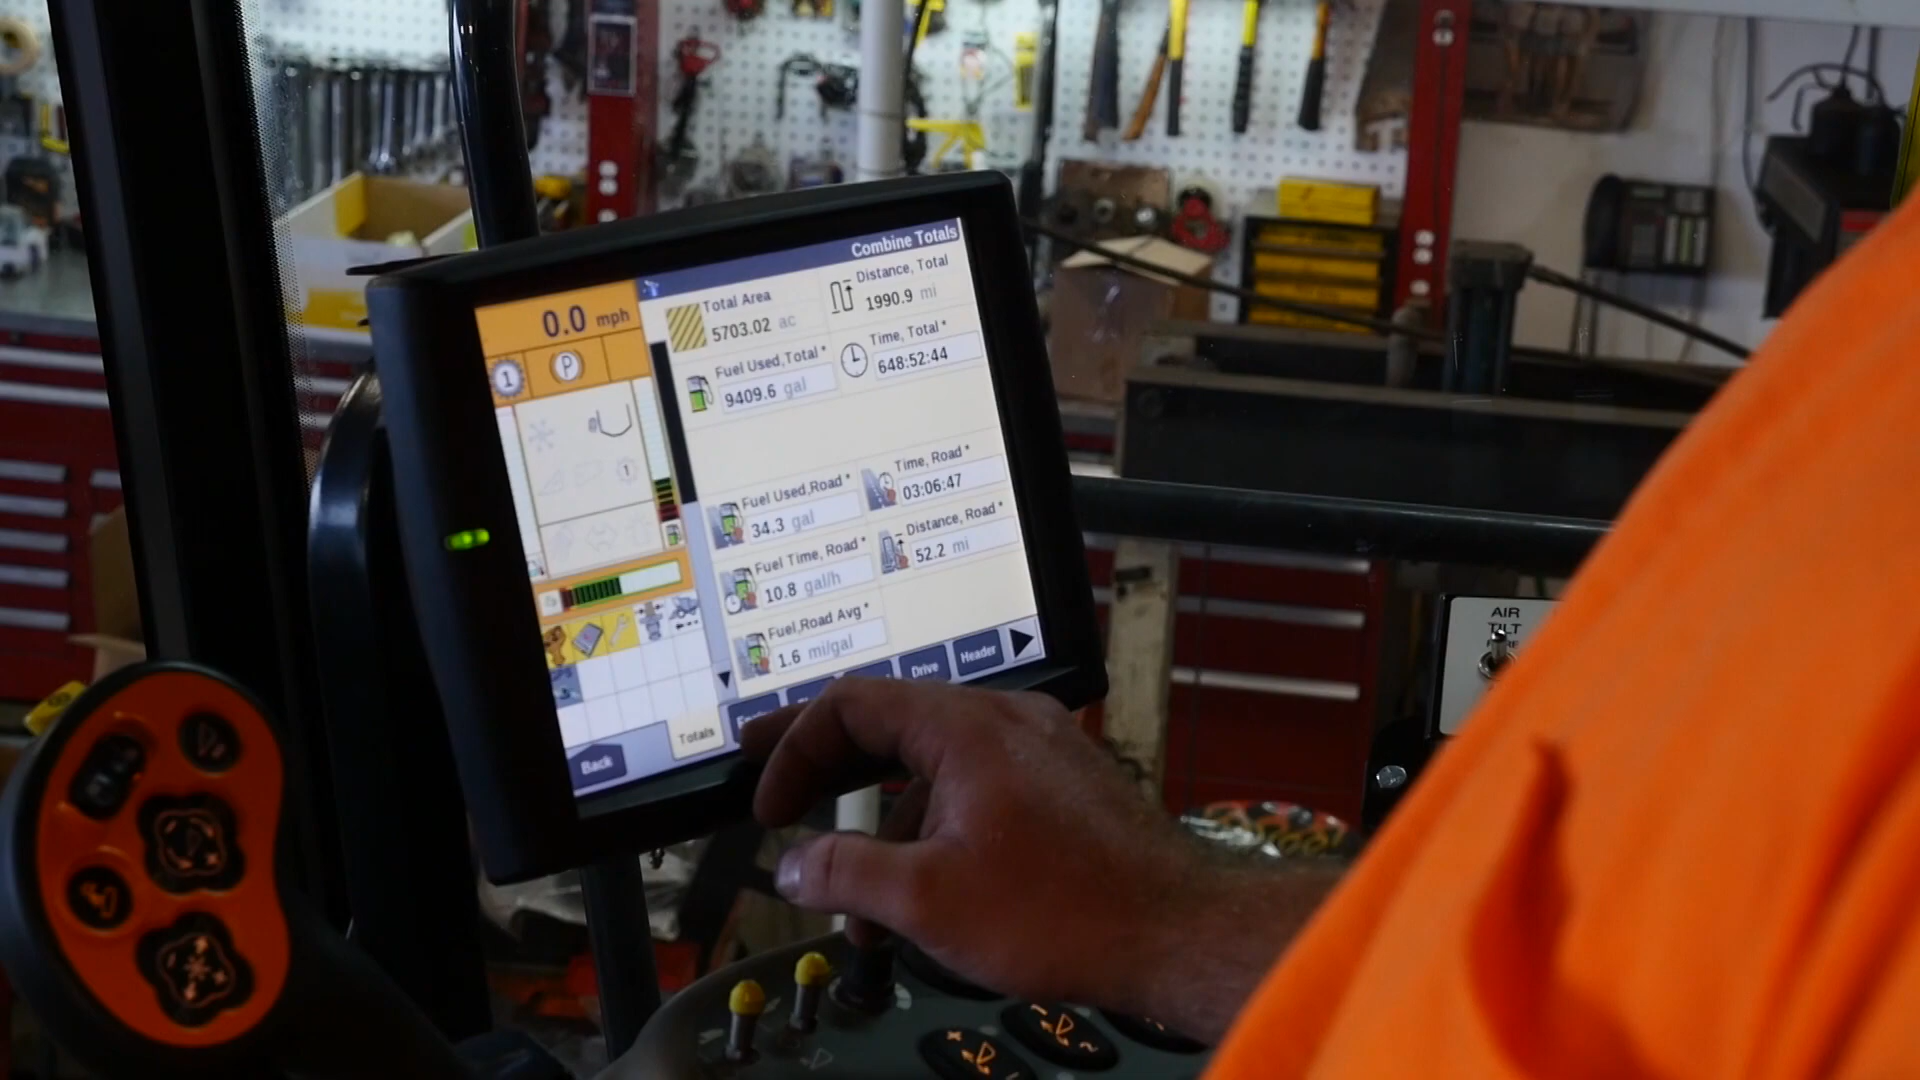 Combine Totals
0.0 mph
1
P
1
Total Area
5703.02 ac
Distance, Total
1990.9 mi
Fuel Used,Total *
9409.6 gal
Time, Total *
648:52:44
Fuel Used,Road *
34.3 gal
Time, Road *
03:06:47
Fuel Time, Road *
10.8 gal/h
Distance, Road *
52.2 mi
Fuel,Road Avg *
1.6 mi/gal
Back
Totals
Drive
Header
AIR
TILT